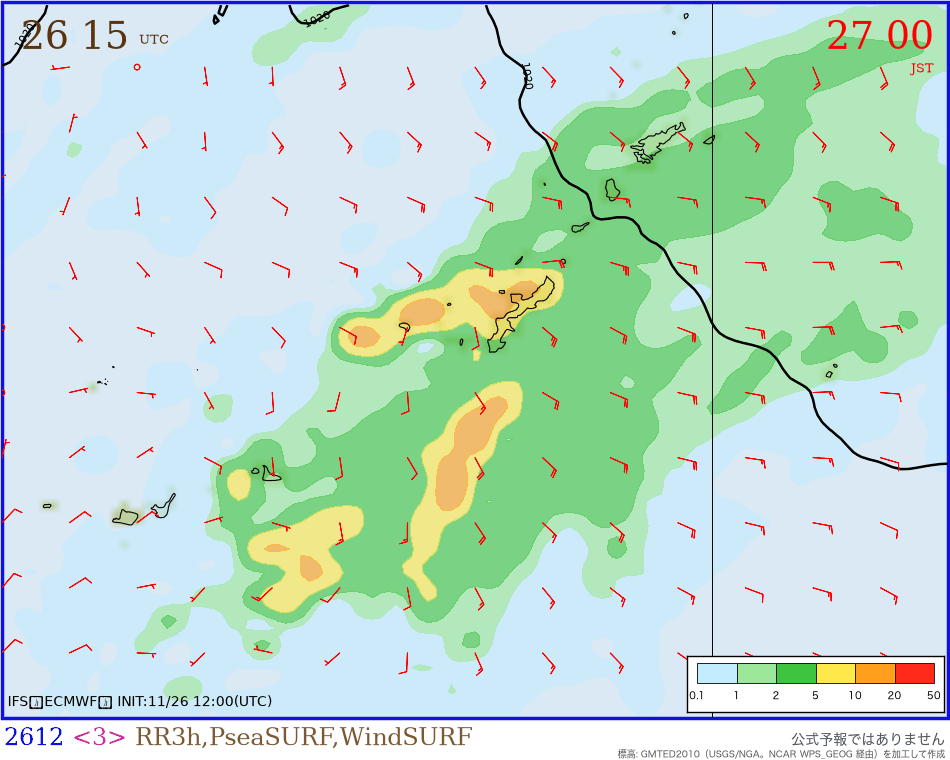 26 15 UTC
27 00
JST
1020
1020
1020
IFS ECMWF INIT:11/26 12:00(UTC)
0.1 1 2 5 10 20 50
2612 <3> RR3h,PseaSURF,WindSURF
公式予報ではありません
標高: GMTED2010（USGS/NGA。NCAR WPS_GEOG 経由）を加工して作成